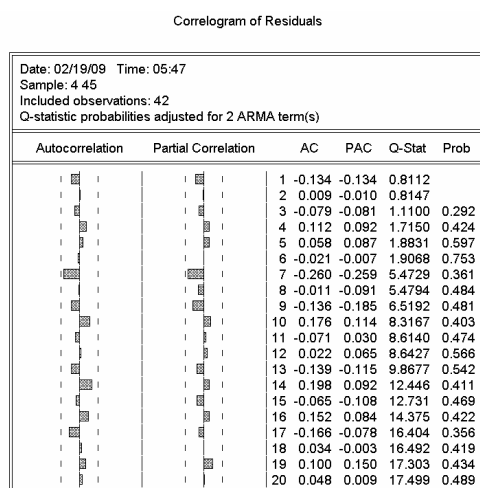 Correlogram of Residuals
Date: 02/19/09 Time: 05:47
Sample: 4 45
Included observations: 42
Q-statistic probabilities adjusted for 2 ARMA term(s)
Autocorrelation Partial Correlation AC PAC Q-Stat Prob
1 -0.134 -0.134 0.8112
2 0.009 -0.010 0.8147
3 -0.079 -0.081 1.1100 0.292
4 0.112 0.092 1.7150 0.424
5 0.058 0.087 1.8831 0.597
6 -0.021 -0.007 1.9068 0.753
7 -0.260 -0.259 5.4729 0.361
8 -0.011 -0.091 5.4794 0.484
9 -0.136 -0.185 6.5192 0.481
10 0.176 0.114 8.3167 0.403
11 -0.071 0.030 8.6140 0.474
12 0.022 0.065 8.6427 0.566
13 -0.139 -0.115 9.8677 0.542
14 0.198 0.092 12.446 0.411
15 -0.065 -0.108 12.731 0.469
16 0.152 0.084 14.375 0.422
17 -0.166 -0.078 16.404 0.356
18 0.034 -0.003 16.492 0.419
19 0.100 0.150 17.303 0.434
20 0.048 0.009 17.499 0.489